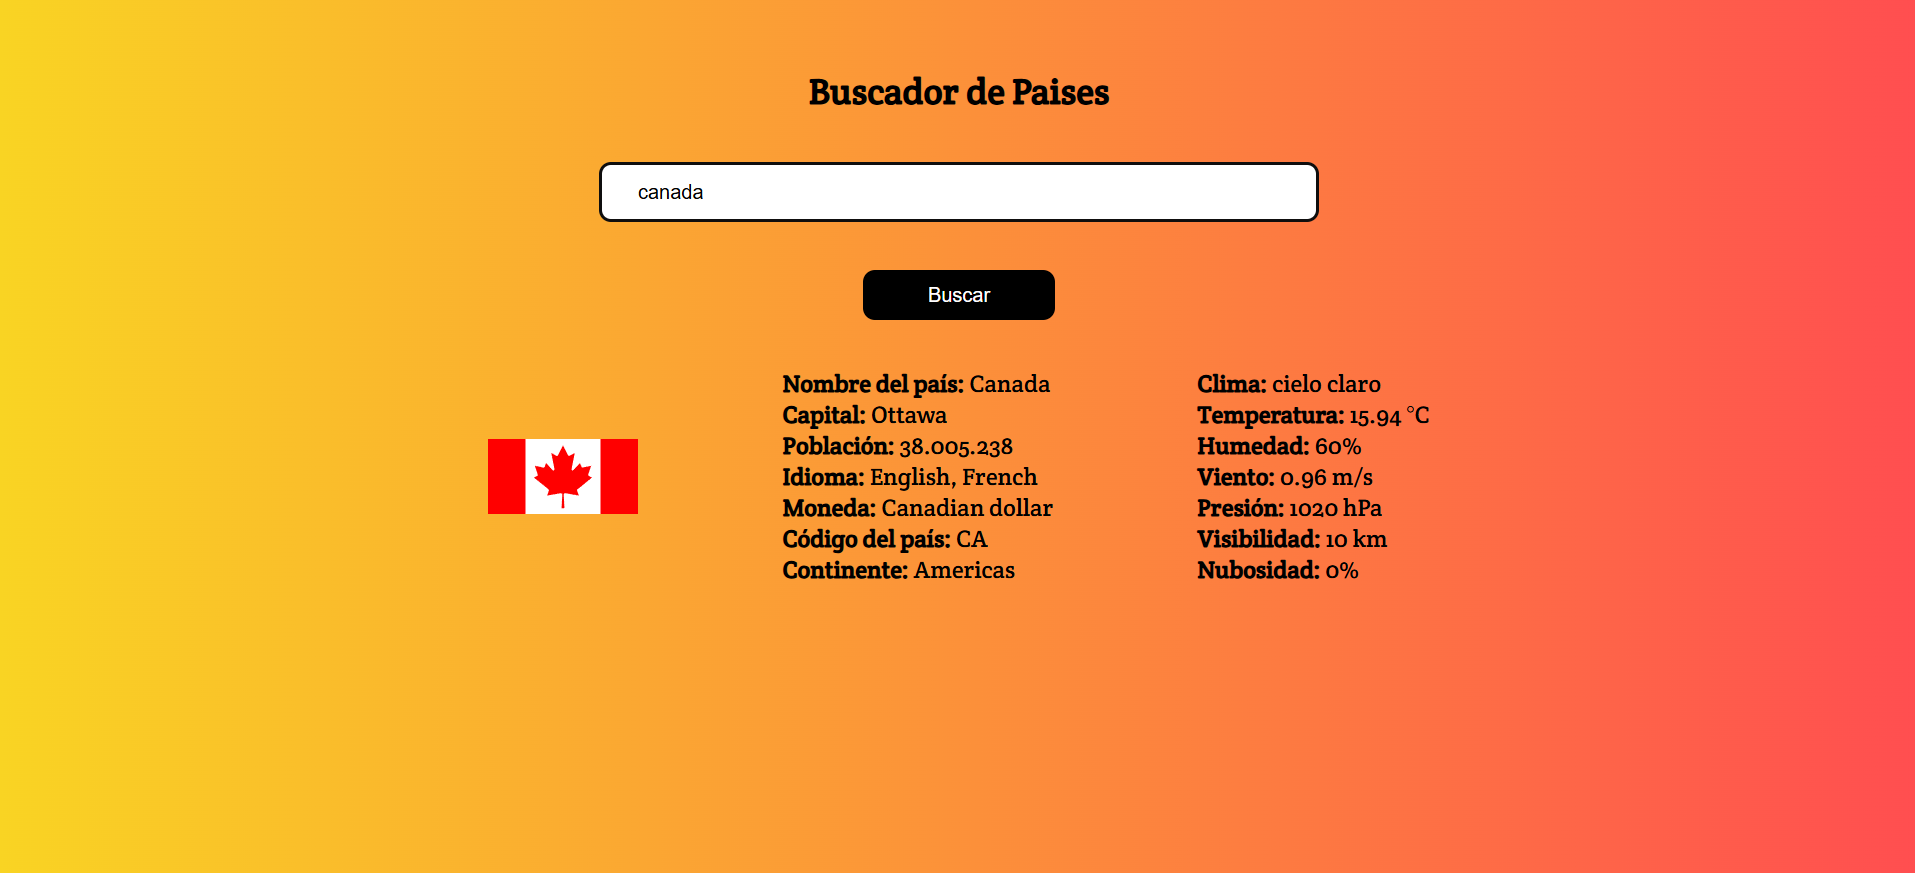 Buscador de Paises
canada
Buscar
Nombre del país: Canada
Capital: Ottawa
Población: 38.005.238
Idioma: English, French
Moneda: Canadian dollar
Código del país: CA
Continente: Americas
Clima: cielo claro
Temperatura: 15.94 °C
Humedad: 60%
Viento: 0.96 m/s
Presión: 1020 hPa
Visibilidad: 10 km
Nubosidad: 0%